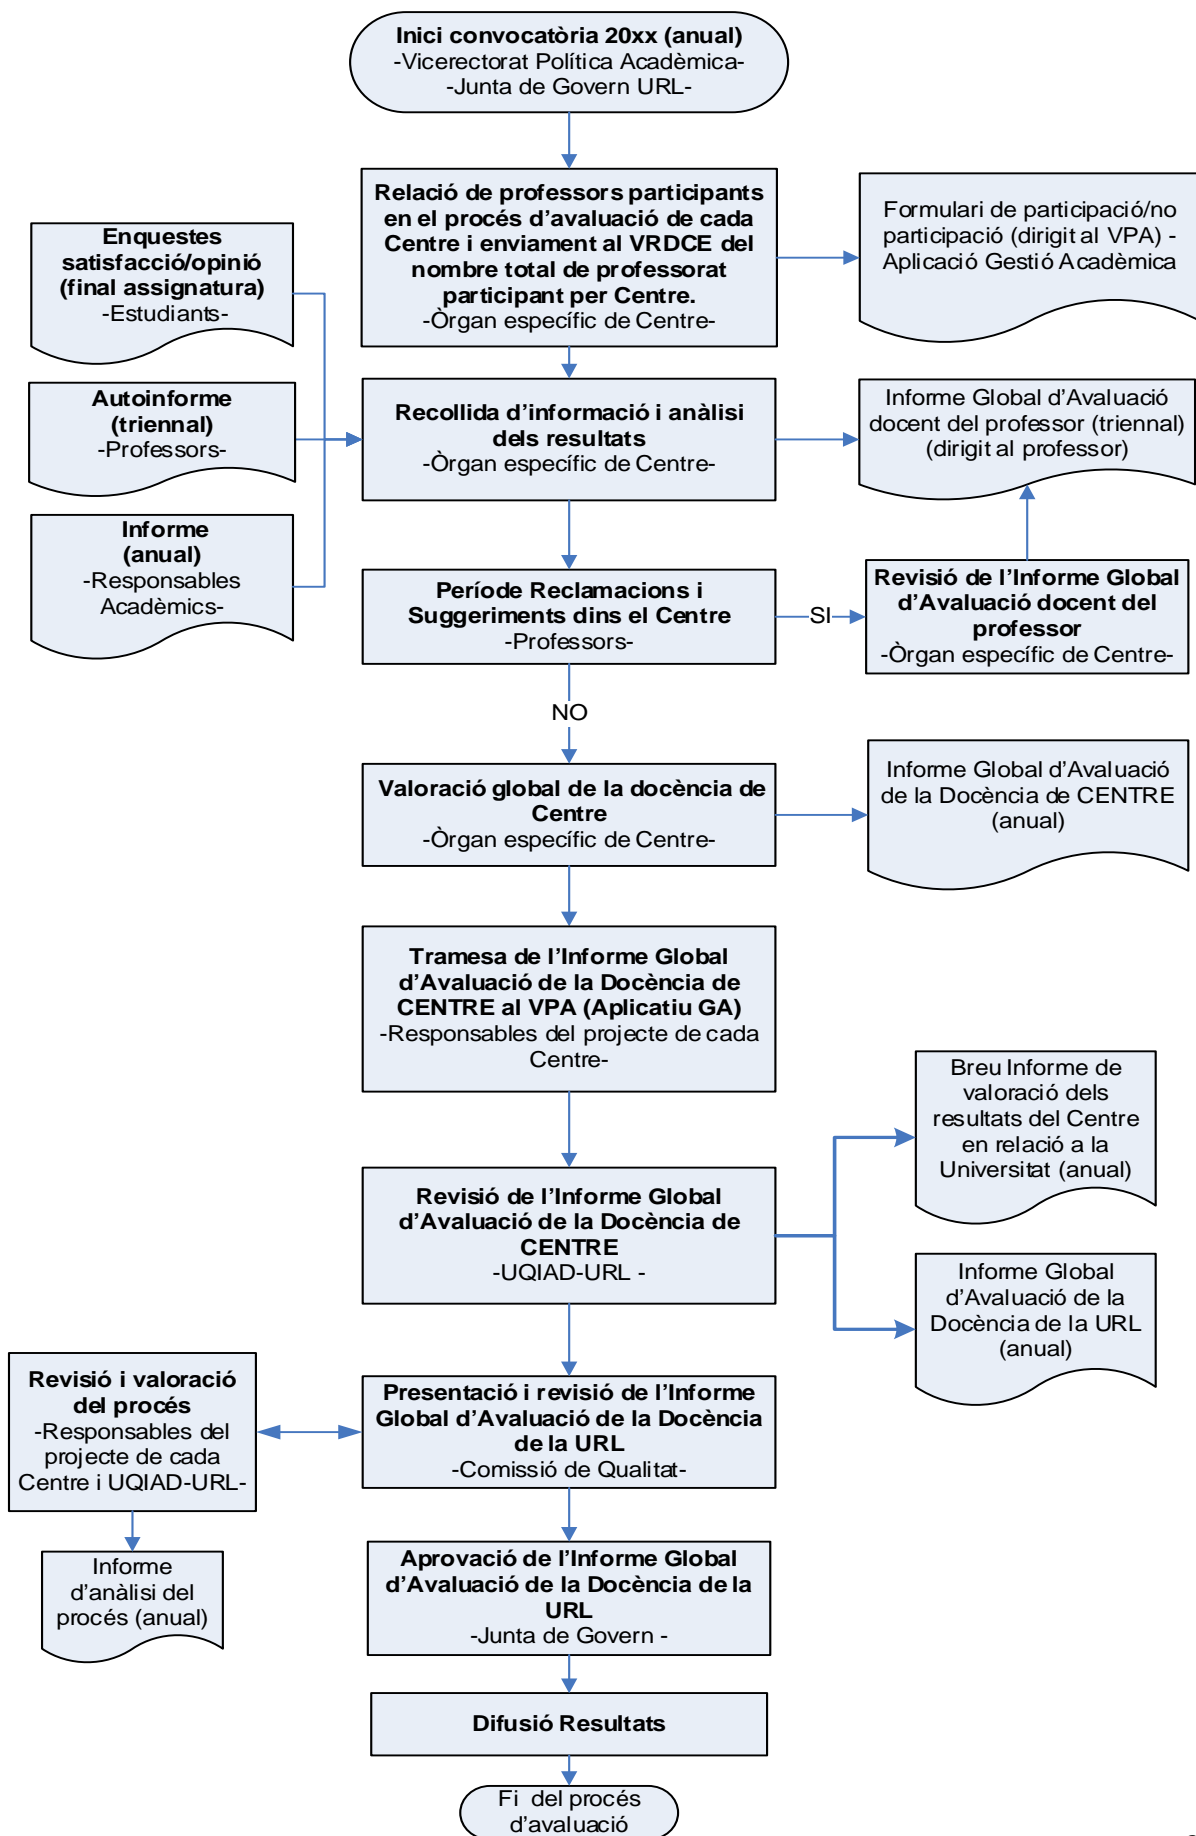 Inici convocatòria 20xx (anual)
-Vicerectorat Política Acadèmica-
-Junta de Govern URL-
Relació de professors participants
en el procés d'avaluació de cada
Centre i enviament al VRDCE del
nombre total de professorat
participant per Centre.
-Òrgan específic de Centre-
Formulari de participació/no
participació (dirigit al VPA) -
Aplicació Gestió Acadèmica
Enquestes
satisfacció/opinió
(final assignatura)
-Estudiants-
Autoinforme
(triennal)
-Professors-
Informe
(anual)
-Responsables
Acadèmics-
Recollida d'informació i anàlisi
dels resultats
-Òrgan específic de Centre-
Informe Global d'Avaluació
docent del professor (triennal)
(dirigit al professor)
Període Reclamacions i
Suggeriments dins el Centre
-Professors-
SI
Revisió de l'Informe Global
d'Avaluació docent del
professor
-Òrgan específic de Centre-
NO
Valoració global de la docència de
Centre
-Òrgan específic de Centre-
Informe Global d'Avaluació
de la Docència de CENTRE
(anual)
Tramesa de l'Informe Global
d'Avaluació de la Docència de
CENTRE al VPA (Aplicatiu GA)
-Responsables del projecte de cada
Centre-
Revisió de l'Informe Global
d'Avaluació de la Docència de
CENTRE
-UQIAD-URL -
Breu Informe de
valoració dels
resultats del Centre
en relació a la
Universitat (anual)
Informe Global
d'Avaluació de la
Docència de la URL
(anual)
Presentació i revisió de l'Informe
Global d'Avaluació de la Docència
de la URL
-Comissió de Qualitat-
Revisió i valoració
del procés
-Responsables del
projecte de cada
Centre i UQIAD-URL-
Informe
d'anàlisi del
procés (anual)
Aprovació de l'Informe Global
d'Avaluació de la Docència de la
URL
-Junta de Govern -
Difusió Resultats
Fi del procés
d'avaluació